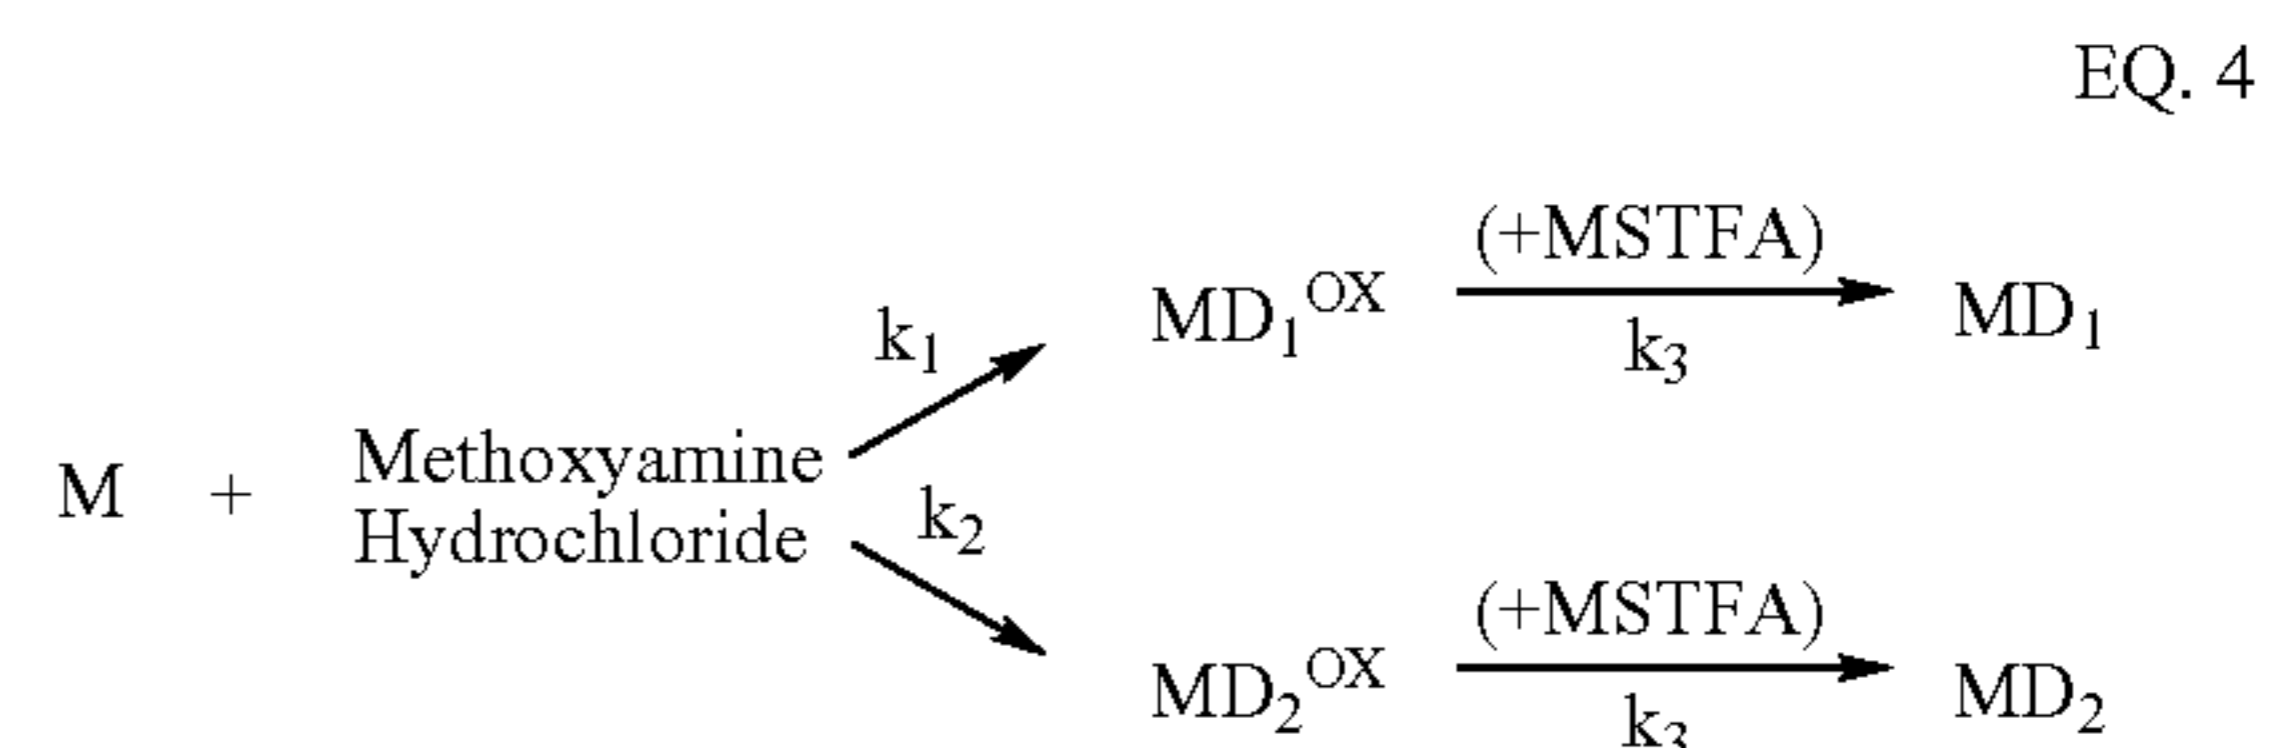 EQ. 4
(+MSTFA)
k₁ MD₁ᴼˣ k₃ MD₁
M + Methoxyamine
Hydrochloride
k₂
(+MSTFA)
MD₂ᴼˣ k₃ MD₂